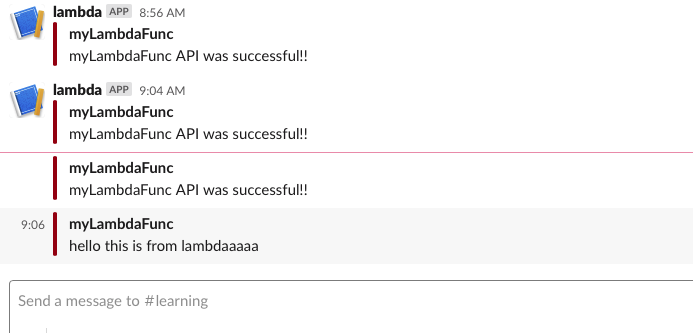 lambda APP 8:56 AM
myLambdaFunc
myLambdaFunc API was successful!!
lambda APP 9:04 AM
myLambdaFunc
myLambdaFunc API was successful!!
myLambdaFunc
myLambdaFunc API was successful!!
9:06 myLambdaFunc
hello this is from lambdaaaaa
Send a message to #learning